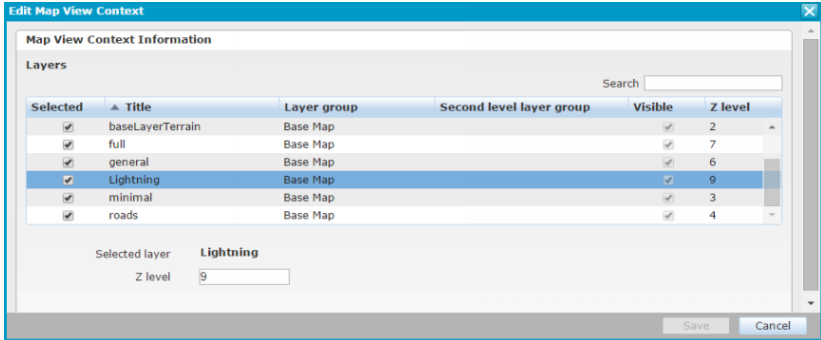 Edit Map View Context
Map View Context Information
Layers
Search
Selected Title Layer group Second level layer group Visible Z level
baseLayerTerrain Base Map 2
full Base Map 7
general Base Map 6
Lightning Base Map 9
minimal Base Map 3
roads Base Map 4
Selected layer Lightning
Z level 9
Save Cancel